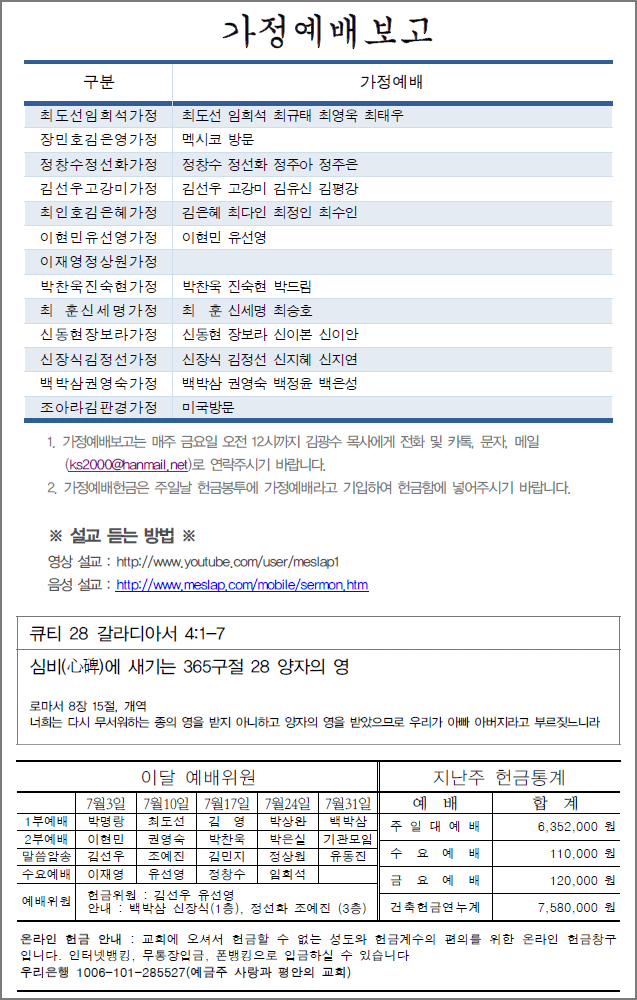 가정예배보고
구분 가정예배
최도선임희석가정 최도선 임희석 최규태 최영욱 최태우
장민호김은영가정 멕시코 방문
정창수정선화가정 정창수 정선화 정주아 정주은
김선우고강미가정 김선우 고강미 김유신 김평강
최인호김은혜가정 김은혜 최다인 최정인 최수인
이현민유선영가정 이현민 유선영
이재영정상원가정
박찬욱진숙현가정 박찬욱 진숙현 박드림
최 훈신세명가정 최 훈 신세명 최승호
신동현장보라가정 신동현 장보라 신이본 신이안
신장식김정선가정 신장식 김정선 신지혜 신지연
백박삼권영숙가정 백박삼 권영숙 백정윤 백은성
조아라김판경가정 미국방문
1. 가정예배보고는 매주 금요일 오전 12시까지 김광수 목사에게 전화 및 카톡, 문자, 메일
(ks2000@hanmail.net)로 연락주시기 바랍니다.
2. 가정예배헌금은 주일날 헌금봉투에 가정예배라고 기입하여 헌금함에 넣어주시기 바랍니다.
※ 설교 듣는 방법 ※
영상 설교 : http://www.youtube.com/user/meslap1
음성 설교 : http://www.meslap.com/mobile/sermon.htm
큐티 28 갈라디아서 4:1-7
심비(心碑)에 새기는 365구절 28 양자의 영
로마서 8장 15절, 개역
너희는 다시 무서워하는 종의 영을 받지 아니하고 양자의 영을 받았으므로 우리가 아빠 아버지라고 부르짖느니라
이달 예배위원
7월3일 7월10일 7월17일 7월24일 7월31일
1부예배 박명랑 최도선 김 영 박상완 백박삼
2부예배 이현민 권영숙 박찬욱 박은실 기관모임
말씀암송 김선우 조예진 김민지 정상원 유동진
수요예배 이재영 유선영 정창수 임희석
예배위원 헌금위원 : 김선우 유선영
안내 : 백박삼 신장식(1층), 정선화 조예진 (3층)
지난주 헌금통계
예 배 합 계
주 일 대 예 배 6,352,000 원
수 요 예 배 110,000 원
금 요 예 배 120,000 원
건축헌금연누계 7,580,000 원
온라인 헌금 안내 : 교회에 오셔서 헌금할 수 없는 성도와 헌금계수의 편의를 위한 온라인 헌금창구
입니다. 인터넷뱅킹, 무통장입금, 폰뱅킹으로 입금하실 수 있습니다
우리은행 1006-101-285527(예금주 사랑과 평안의 교회)